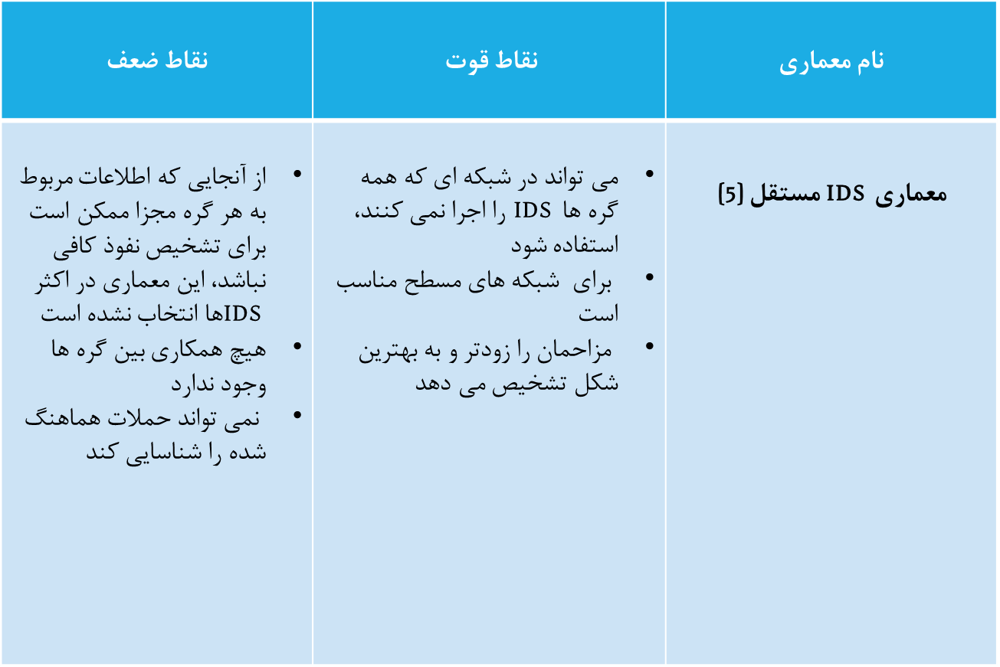 نام معماری
نقاط قوت
نقاط ضعف
معماری IDS مستقل [5]
• می تواند در شبکه ای که همه
گره ها IDS را اجرا نمی کنند،
استفاده شود
• برای شبکه های مسطح مناسب
است
• مزاحمان را زودتر و به بهترین
شکل تشخیص می دهد
• از آنجایی که اطلاعات مربوط
به هر گره مجزا ممکن است
برای تشخیص نفوذ کافی
نباشد، این معماری در اکثر
IDSها انتخاب نشده است
• هیچ همکاری بین گره ها
وجود ندارد
• نمی تواند حملات هماهنگ
شده را شناسایی کند